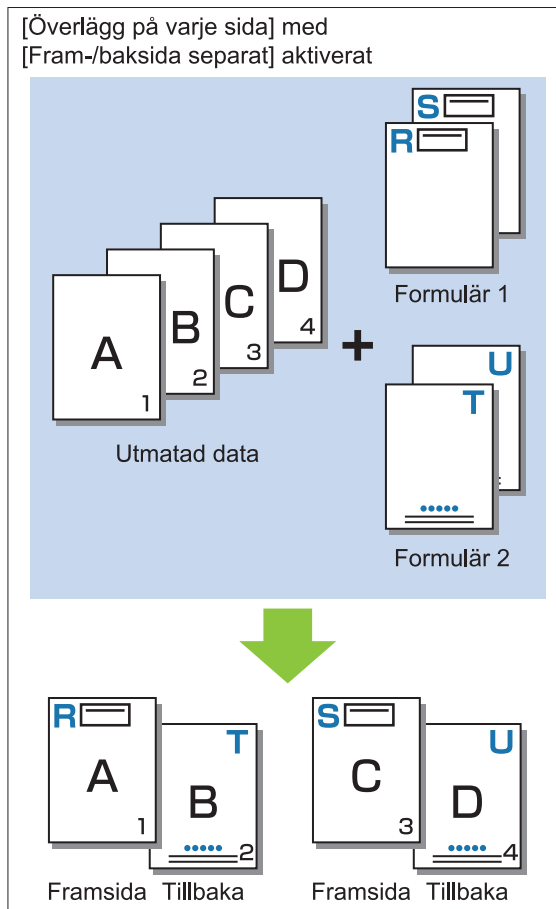 [Överlägg på varje sida] med
[Fram-/baksida separat] aktiverat
S
R
Formulär 1
A
1
B
2
C
3
D
4
+
Utmatad data
U
T
Formulär 2
R
A
1
T
B
2
S
C
3
U
D
4
Framsida Tillbaka Framsida Tillbaka